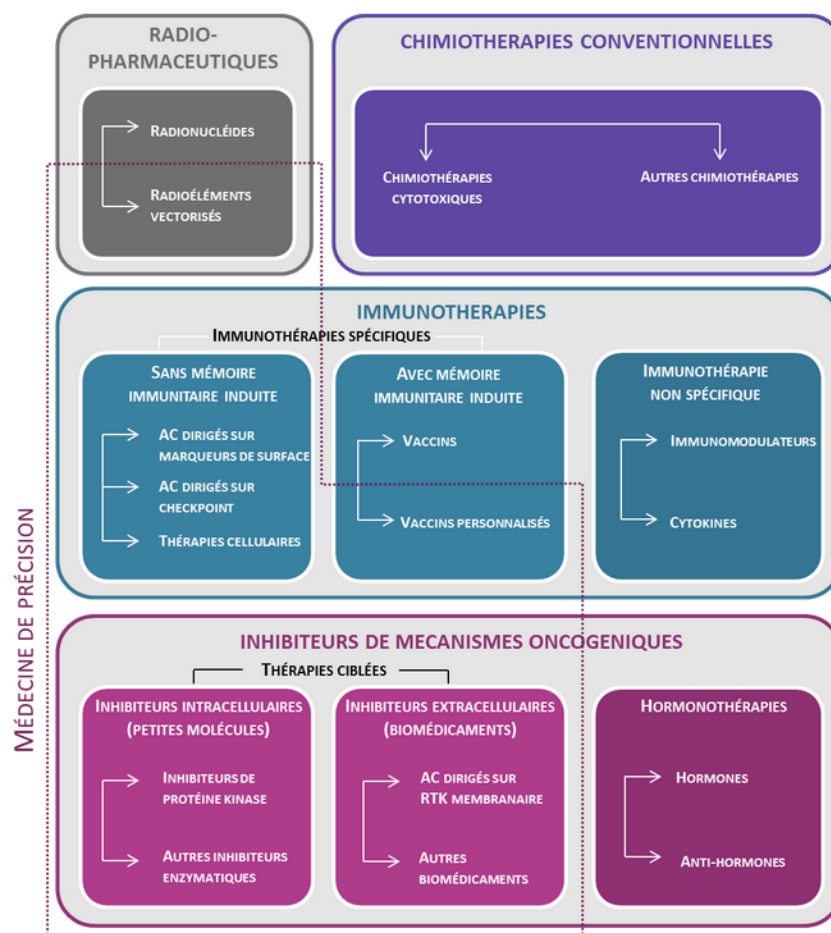 RADIO-
PHARMACEUTIQUES
RADIONUCLÉIDES
RADIOÉLÉMENTS
VECTORISÉS
CHIMIOTHERAPIES CONVENTIONNELLES
CHIMIOTHÉRAPIES
CYTOTOXIQUES
AUTRES CHIMIOTHÉRAPIES
IMMUNOTHERAPIES
IMMUNOTHÉRAPIES SPÉCIFIQUES
SANS MÉMOIRE
IMMUNITAIRE INDUITE
AC DIRIGÉS SUR
MARQUEURS DE SURFACE
AC DIRIGÉS SUR
CHECKPOINT
THÉRAPIES CELLULAIRES
AVEC MÉMOIRE
IMMUNITAIRE INDUITE
VACCINS
VACCINS PERSONNALISÉS
IMMUNOTHÉRAPIE
NON SPÉCIFIQUE
IMMUNOMODULATEURS
CYTOKINES
MÉDECINE DE PRÉCISION
INHIBITEURS DE MECANISMES ONCOGENIQUES
THÉRAPIES CIBLÉES
INHIBITEURS INTRACELLULAIRES
(PETITES MOLÉCULES)
INHIBITEURS DE
PROTÉINE KINASE
AUTRES INHIBITEURS
ENZYMATIQUES
INHIBITEURS EXTRACELLULAIRES
(BIOMÉDICAMENTS)
AC DIRIGÉS SUR
RTK MEMBRANAIRE
AUTRES
BIOMÉDICAMENTS
HORMONOTHÉRAPIES
HORMONES
ANTI-HORMONES